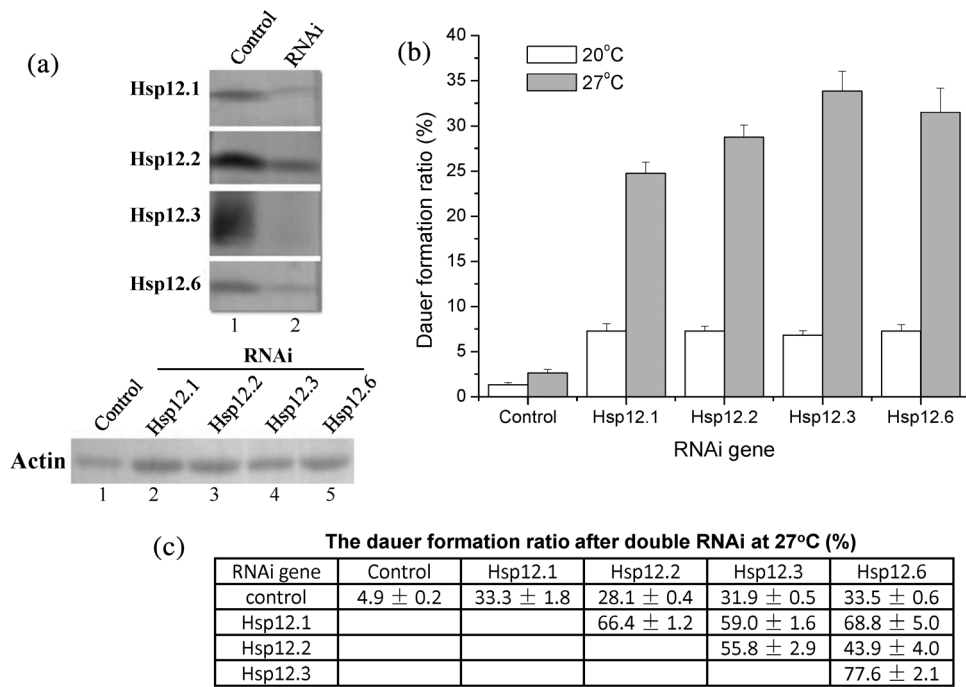 (a)
Control RNAi
Hsp12.1
Hsp12.2
Hsp12.3
Hsp12.6
1 2
RNAi
Control Hsp12.1 Hsp12.2 Hsp12.3 Hsp12.6
Actin
1 2 3 4 5
(b)
40
35
30
25
20
15
10
5
0
Dauer formation ratio (%)
20°C
27°C
Control Hsp12.1 Hsp12.2 Hsp12.3 Hsp12.6
RNAi gene
(c)
The dauer formation ratio after double RNAi at 27°C (%)
RNAi gene Control Hsp12.1 Hsp12.2 Hsp12.3 Hsp12.6
control 4.9 ± 0.2 33.3 ± 1.8 28.1 ± 0.4 31.9 ± 0.5 33.5 ± 0.6
Hsp12.1 66.4 ± 1.2 59.0 ± 1.6 68.8 ± 5.0
Hsp12.2 55.8 ± 2.9 43.9 ± 4.0
Hsp12.3 77.6 ± 2.1